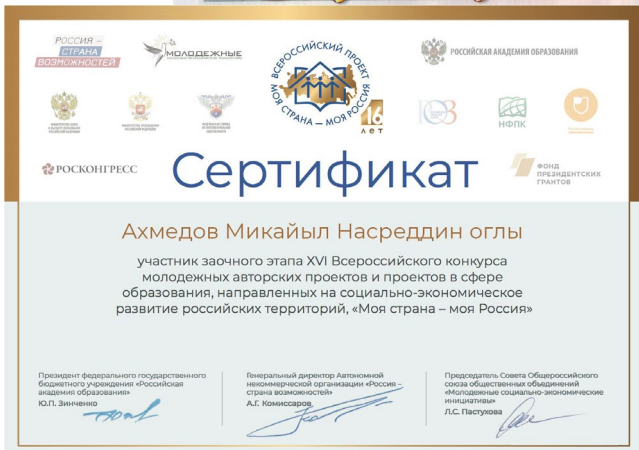 РОССИЯ –
СТРАНА
ВОЗМОЖНОСТЕЙ
МОЛОДЕЖНЫЕ
ВСЕРОССИЙСКИЙ ПРОЕКТ
МОЯ СТРАНА – МОЯ РОССИЯ
16
лет
РОССИЙСКАЯ АКАДЕМИЯ ОБРАЗОВАНИЯ
НФПК
РОСКОНГРЕСС
Сертификат
ФОНД
ПРЕЗИДЕНТСКИХ
ГРАНТОВ
Ахмедов Микайыл Насреддин оглы
участник заочного этапа XVI Всероссийского конкурса
молодежных авторских проектов и проектов в сфере
образования, направленных на социально-экономическое
развитие российских территорий, «Моя страна – моя Россия»
Президент федерального государственного
бюджетного учреждения «Российская
академия образования»
Ю.П. Зинченко
Генеральный директор Автономной
некоммерческой организации «Россия –
страна возможностей»
А.Г. Комиссаров
Председатель Совета Общероссийского
союза общественных объединений
«Молодежные социально-экономические
инициативы»
Л.С. Пастухова